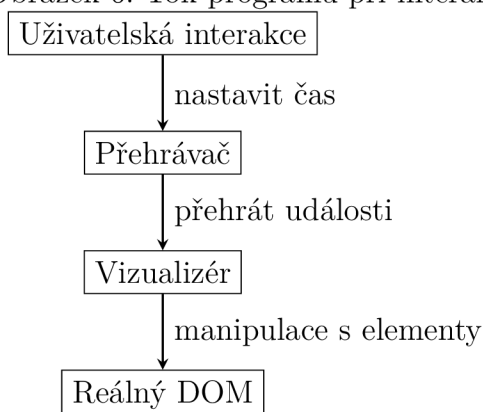 Uživatelská interakce
nastavit čas
Přehrávač
přehrát události
Vizualizér
manipulace s elementy
Reálný DOM